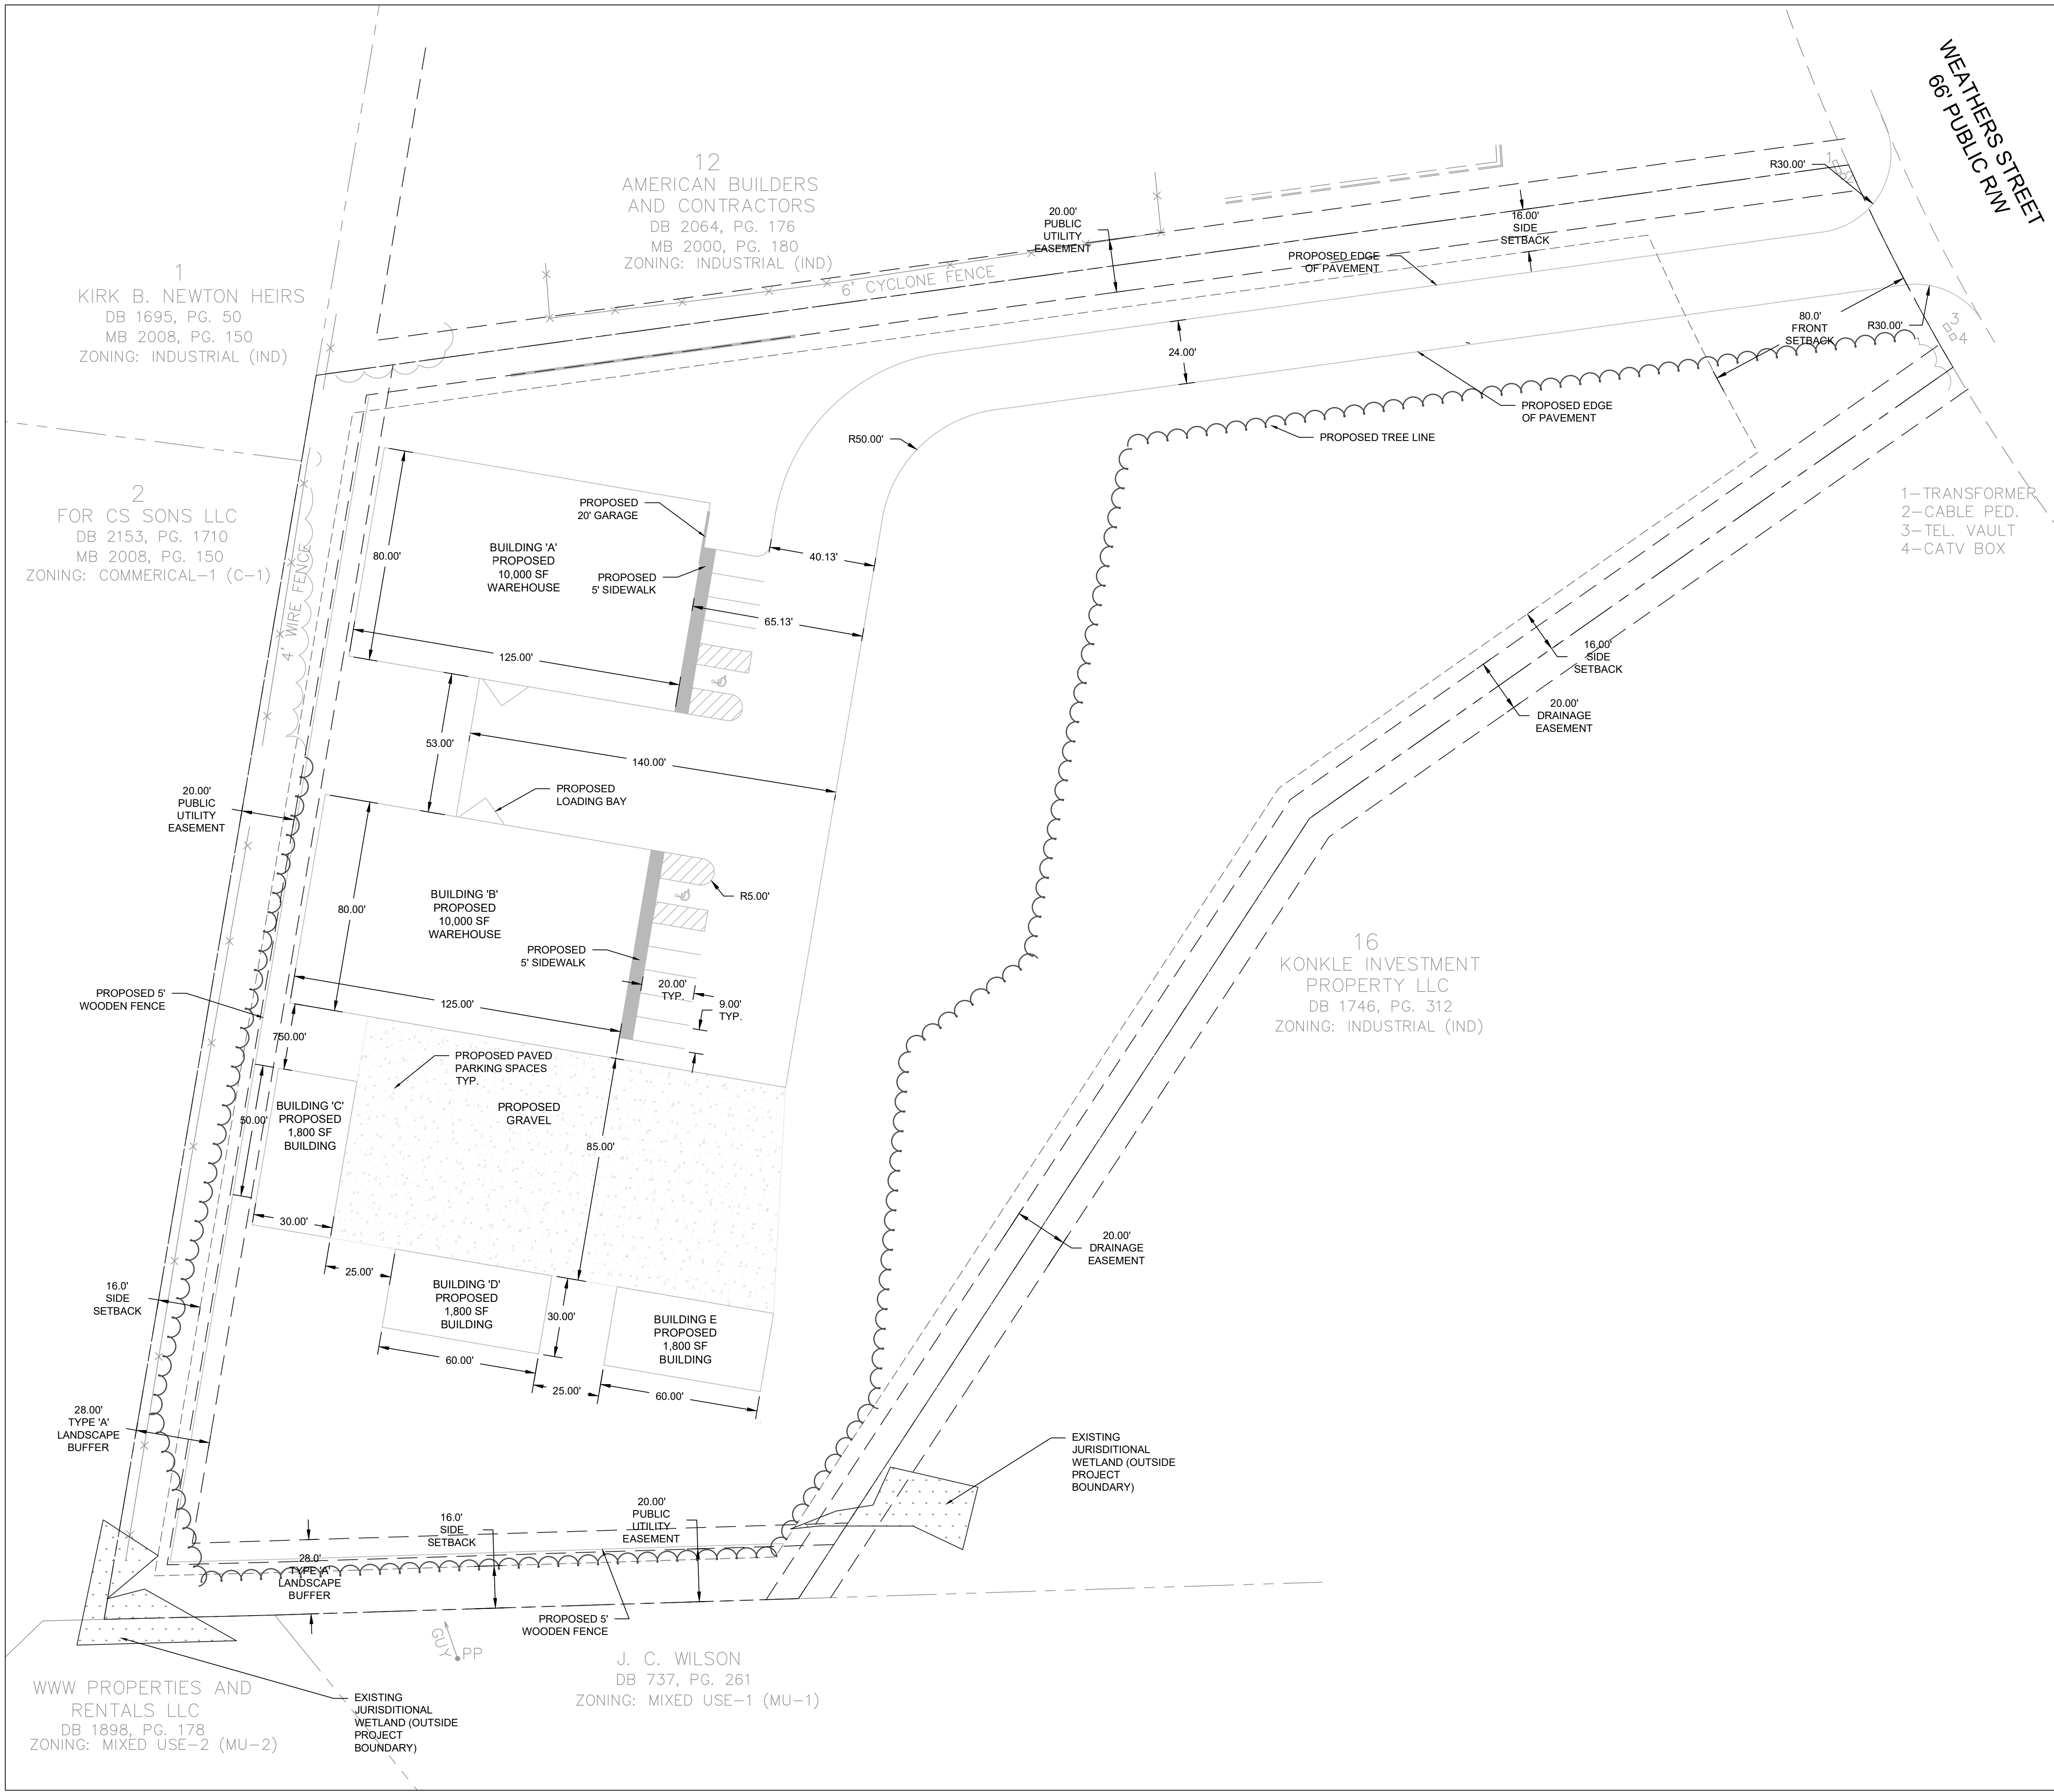 WEATHERS STREET
66' PUBLIC R/W
12
AMERICAN BUILDERS
AND CONTRACTORS
DB 2064, PG. 176
MB 2000, PG. 180
ZONING: INDUSTRIAL (IND)
1
KIRK B. NEWTON HEIRS
DB 1695, PG. 50
MB 2008, PG. 150
ZONING: INDUSTRIAL (IND)
2
FOR CS SONS LLC
DB 2153, PG. 1710
MB 2008, PG. 150
ZONING: COMMERICAL-1 (C-1)
20.00'
PUBLIC
UTILITY
EASEMENT
6' CYCLONE FENCE
16.00'
SIDE
SETBACK
R30.00'
1
2
PROPOSED EDGE
OF PAVEMENT
24.00'
80.0'
FRONT
SETBACK
R30.00'
3
4
PROPOSED EDGE
OF PAVEMENT
PROPOSED TREE LINE
R50.00'
1-TRANSFORMER
2-CABLE PED.
3-TEL. VAULT
4-CATV BOX
4' WIRE FENCE
80.00'
BUILDING 'A'
PROPOSED
10,000 SF
WAREHOUSE
PROPOSED
20' GARAGE
PROPOSED
5' SIDEWALK
40.13'
65.13'
125.00'
53.00'
140.00'
PROPOSED
LOADING BAY
16.00'
SIDE
SETBACK
20.00'
DRAINAGE
EASEMENT
20.00'
PUBLIC
UTILITY
EASEMENT
80.00'
BUILDING 'B'
PROPOSED
10,000 SF
WAREHOUSE
R5.00'
PROPOSED
5' SIDEWALK
20.00'
TYP.
9.00'
TYP.
125.00'
PROPOSED 5'
WOODEN FENCE
16
KONKLE INVESTMENT
PROPERTY LLC
DB 1746, PG. 312
ZONING: INDUSTRIAL (IND)
750.00'
PROPOSED PAVED
PARKING SPACES
TYP.
PROPOSED
GRAVEL
BUILDING 'C'
PROPOSED
1,800 SF
BUILDING
50.00'
85.00'
30.00'
25.00'
20.00'
DRAINAGE
EASEMENT
16.0'
SIDE
SETBACK
BUILDING 'D'
PROPOSED
1,800 SF
BUILDING
30.00'
BUILDING E
PROPOSED
1,800 SF
BUILDING
60.00'
25.00'
60.00'
28.00'
TYPE 'A'
LANDSCAPE
BUFFER
EXISTING
JURISDITIONAL
WETLAND (OUTSIDE
PROJECT
BOUNDARY)
16.0'
SIDE
SETBACK
20.00'
PUBLIC
UTILITY
EASEMENT
28.0'
TYPE 'A'
LANDSCAPE
BUFFER
PROPOSED 5'
WOODEN FENCE
GUY
PP
J. C. WILSON
DB 737, PG. 261
ZONING: MIXED USE-1 (MU-1)
WWW PROPERTIES AND
RENTALS LLC
DB 1898, PG. 178
ZONING: MIXED USE-2 (MU-2)
EXISTING
JURISDITIONAL
WETLAND (OUTSIDE
PROJECT
BOUNDARY)